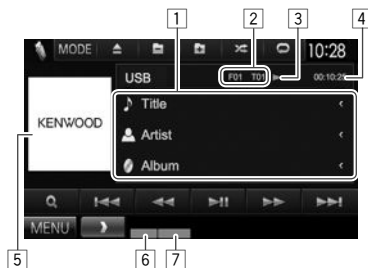 1 2 3 4
MODE 10:28
USB F01 T01 00:10:25
Title
KENWOOD
Artist
Album
MENU
5 6 7